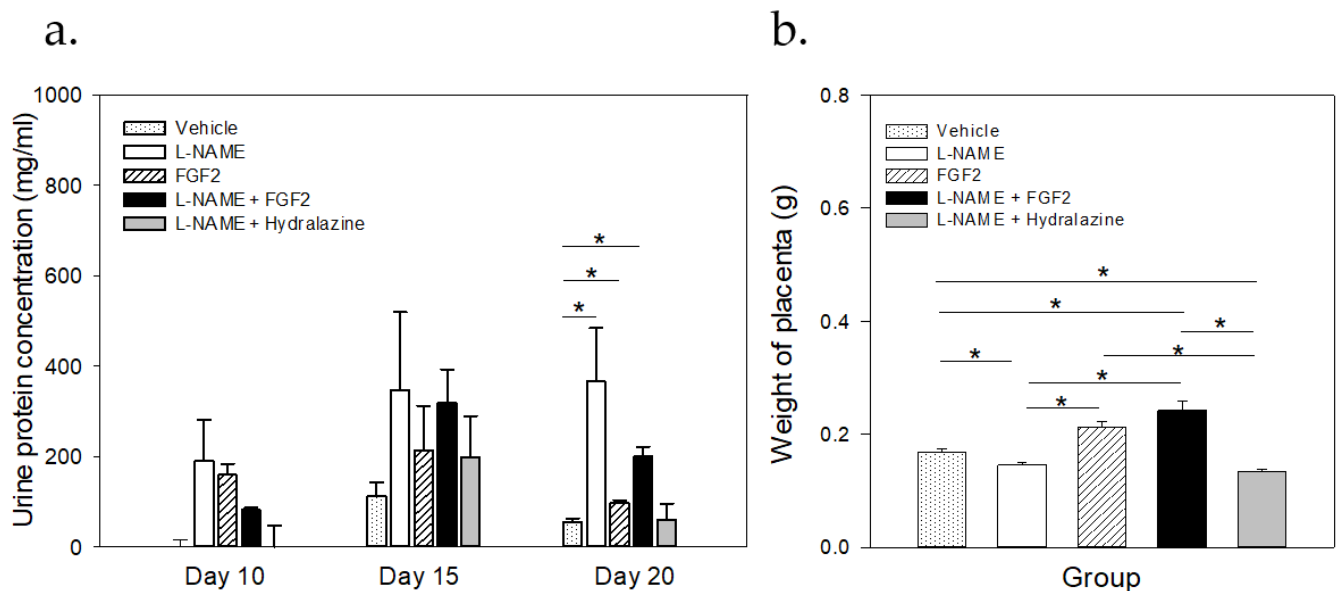 a.
Urine protein concentration (mg/ml)
1000
800
600
400
200
0
Vehicle
L-NAME
FGF2
L-NAME + FGF2
L-NAME + Hydralazine
*
*
*
Day 10
Day 15
Day 20
b.
Weight of placenta (g)
0.8
0.6
0.4
0.2
0.0
Vehicle
L-NAME
FGF2
L-NAME + FGF2
L-NAME + Hydralazine
*
*
*
*
*
*
*
Group